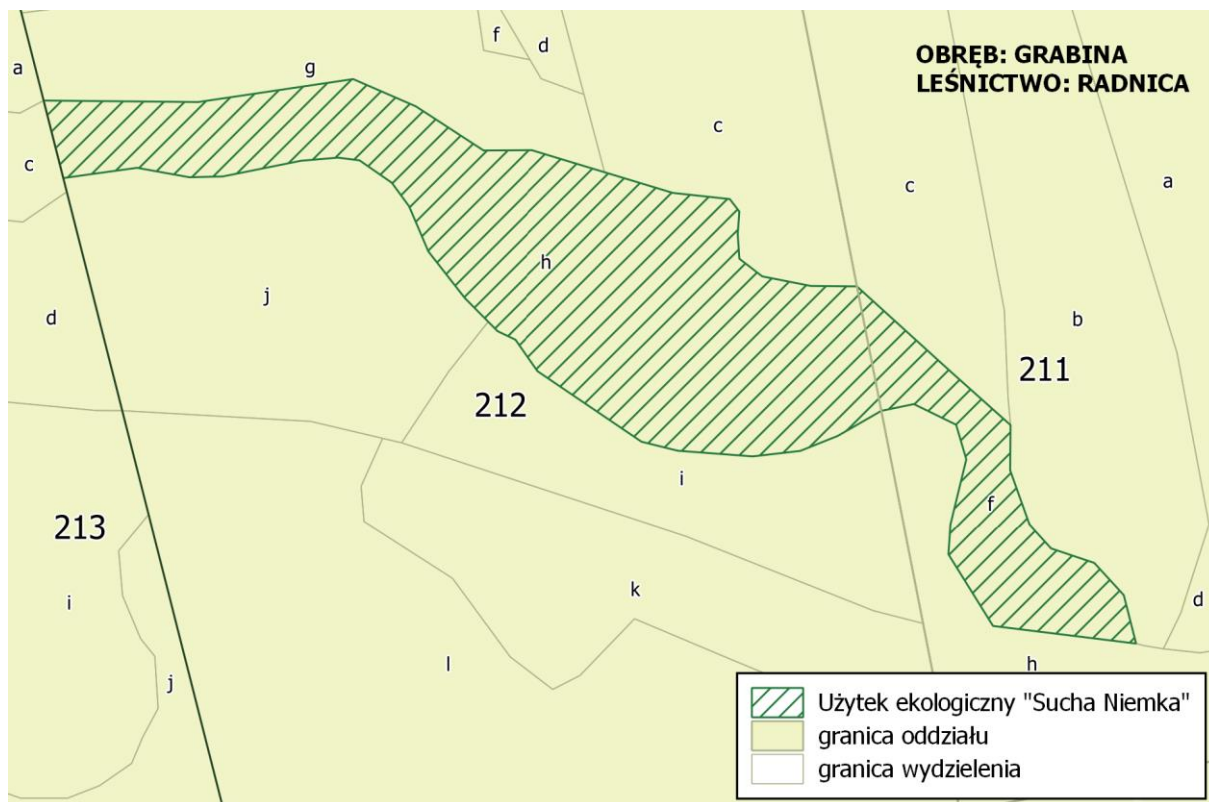 f
d
OBRĘB: GRABINA
LEŚNICTWO: RADNICA
a
g
c
c
c
a
h
j
d
b
211
212
i
f
213
i
k
d
l
h
j
Użytek ekologiczny "Sucha Niemka"
granica oddziału
granica wydzielenia